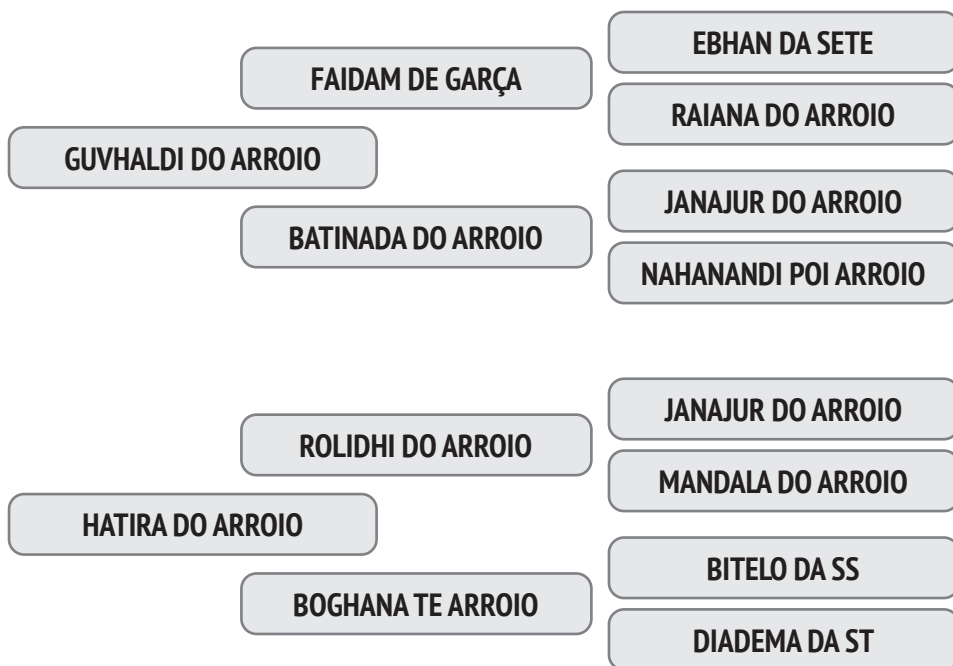 EBHAN DA SETE
FAIDAM DE GARÇA
RAIANA DO ARROIO
GUVHALDI DO ARROIO
JANAJUR DO ARROIO
BATINADA DO ARROIO
NAHANANDI POI ARROIO
JANAJUR DO ARROIO
ROLIDHI DO ARROIO
MANDALA DO ARROIO
HATIRA DO ARROIO
BITELO DA SS
BOGHANA TE ARROIO
DIADEMA DA ST